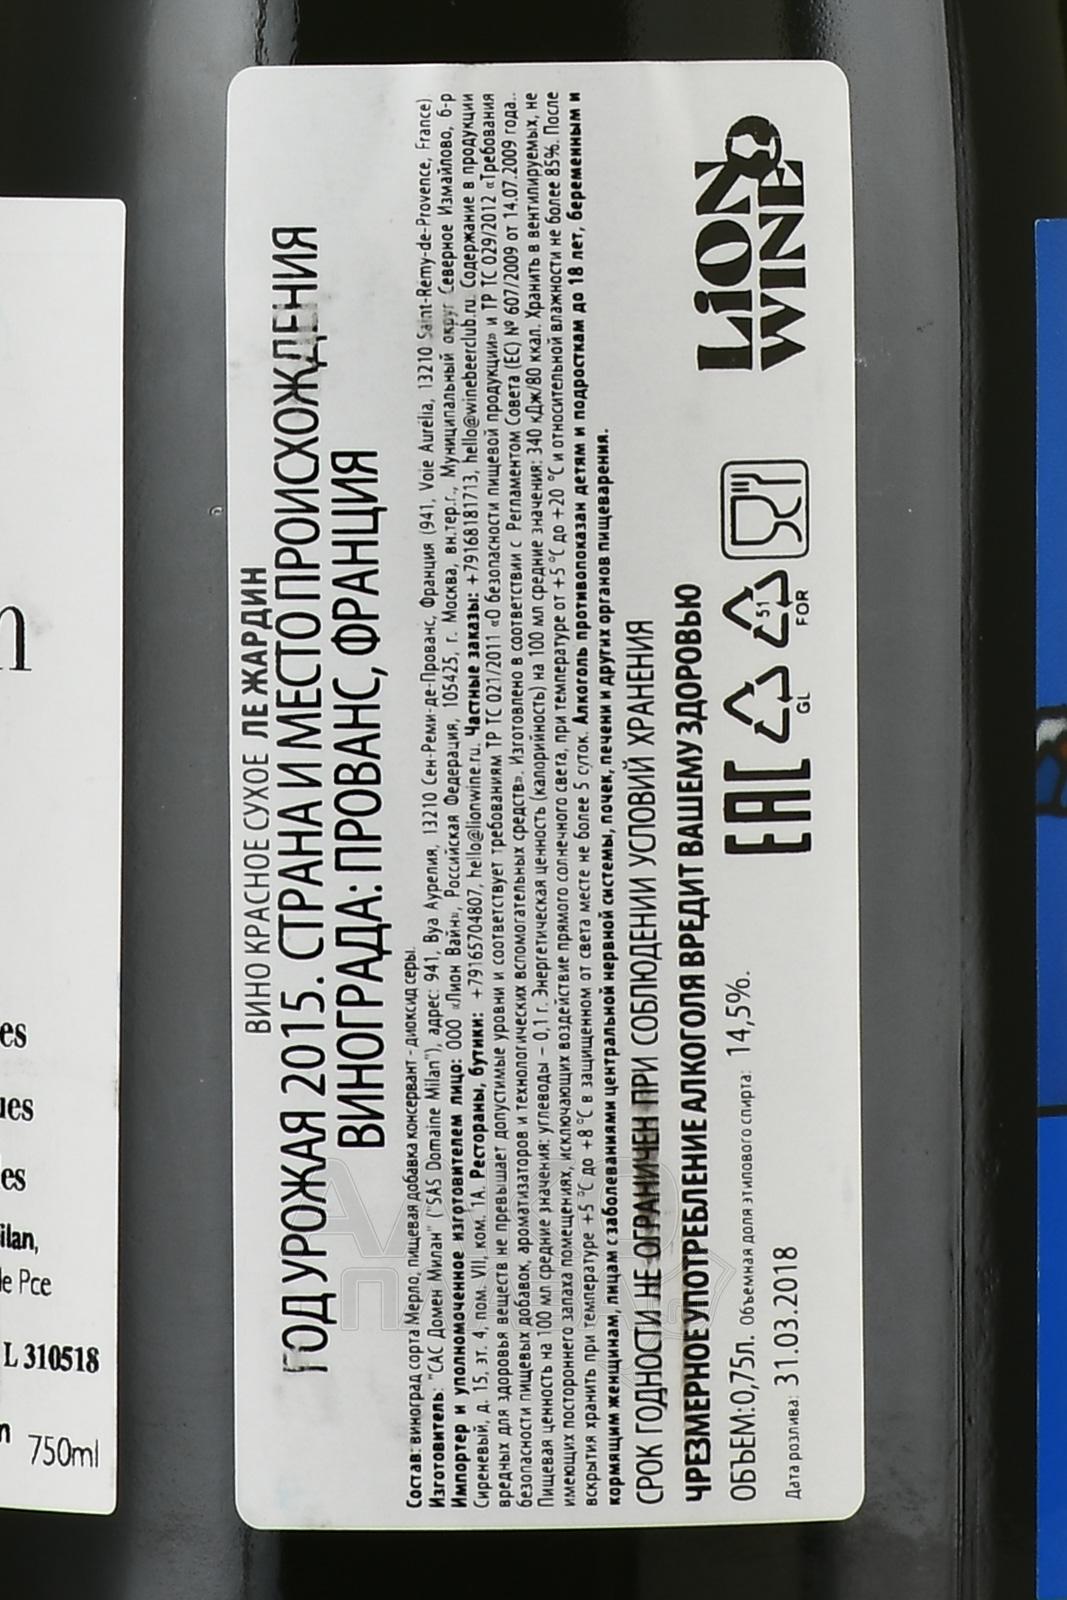 ВИНО КРАСНОЕ СУХОЕ ЛЕ ЖАРДИН
ГОД УРОЖАЯ 2015. СТРАНА И МЕСТО ПРОИСХОЖДЕНИЯ
ВИНОГРАДА: ПРОВАНС, ФРАНЦИЯ
Состав: виноград сорта Мерло, пищевая добавка консервант - диоксид серы.
Изготовитель: "САС Домен Милан" ("SAS Domaine Milan"), адрес: 941, Вуа Аурелия, 13210 Сен-Реми-де-Прованс, Франция (941, Voie Aurélia, 13210 Saint-Rémy-de-Provence, France)
Импортер и уполномоченное изготовителем лицо: ООО «Лион Вайн», Российская Федерация, 105425, г. Москва, вн.тер.г., Муниципальный округ Северное Измайлово, б-р
Сиреневый, д. 15, эт. 4, пом. VII, ком. 1А. Рестораны, бутики: +79165704807, hello@lionwine.ru. Частные заказы: +79168181713, hello@winebeerclub.ru. Содержание в продукции
вредных для здоровья веществ не превышает допустимые уровни и соответствует требованиям ТР ТС 021/2011 «О безопасности пищевой продукции» и ТР ТС 029/2012 «Требования
безопасности пищевых добавок, ароматизаторов и технологических вспомогательных средств». Изготовлено в соответствии с Регламентом Совета (ЕС) № 607/2009 от 14.07.2009 года..
Пищевая ценность на 100 мл средние значения: углеводы – 0,1 г. Энергетическая ценность (калорийность) на 100 мл средние значения: 340 кДж/80 ккал. Хранить в вентилируемых, не
имеющих постороннего запаха помещениях, исключающих воздействие прямого солнечного света, при температуре от +5 °C до +20 °C и относительной влажности не более 85%. После
вскрытия хранить при температуре +5 °C до +8 °C в защищенном от света месте не более 5 суток. Алкоголь противопоказан детям и подросткам до 18 лет, беременным и
кормящим женщинам, лицам с заболеваниями центральной нервной системы, почек, печени и других органов пищеварения.
СРОК ГОДНОСТИ НЕ ОГРАНИЧЕН ПРИ СОБЛЮДЕНИИ УСЛОВИЙ ХРАНЕНИЯ
ЧРЕЗМЕРНОЕ УПОТРЕБЛЕНИЕ АЛКОГОЛЯ ВРЕДИТ ВАШЕМУ ЗДОРОВЬЮ
ОБЪЕМ:0,75л. Объемная доля этилового спирта: 14,5%.
Дата розлива: 31.03.2018
EAC
GL
51
FOR
LION
WINE
es
ues
es
ilan,
de Pce
L 310518
750ml